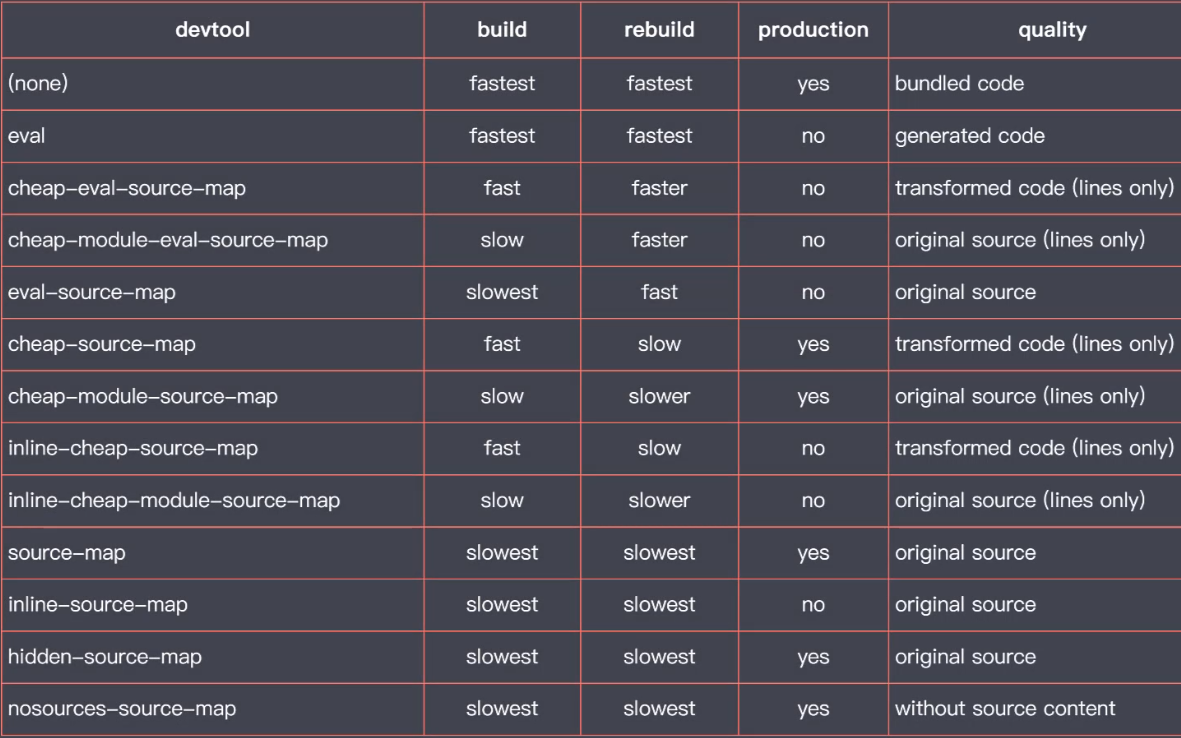 devtool build rebuild production quality
(none) fastest fastest yes bundled code
eval fastest fastest no generated code
cheap-eval-source-map fast faster no transformed code (lines only)
cheap-module-eval-source-map slow faster no original source (lines only)
eval-source-map slowest fast no original source
cheap-source-map fast slow yes transformed code (lines only)
cheap-module-source-map slow slower yes original source (lines only)
inline-cheap-source-map fast slow no transformed code (lines only)
inline-cheap-module-source-map slow slower no original source (lines only)
source-map slowest slowest yes original source
inline-source-map slowest slowest no original source
hidden-source-map slowest slowest yes original source
nosources-source-map slowest slowest yes without source content